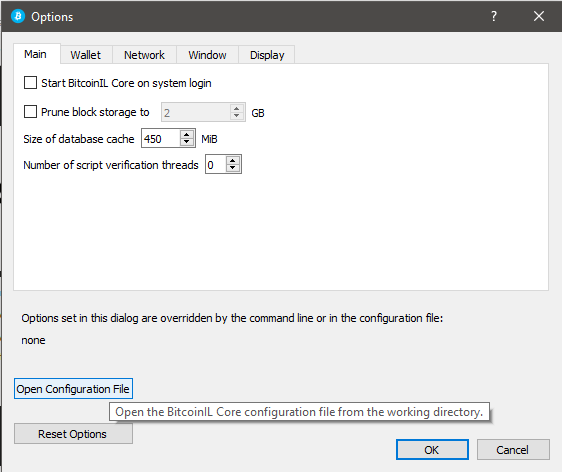 Options
?
Main Wallet Network Window Display
Start BitcoinIL Core on system login
Prune block storage to 2 GB
Size of database cache 450 MiB
Number of script verification threads 0
Options set in this dialog are overridden by the command line or in the configuration file:
none
Open Configuration File
Open the BitcoinIL Core configuration file from the working directory.
Reset Options
OK Cancel